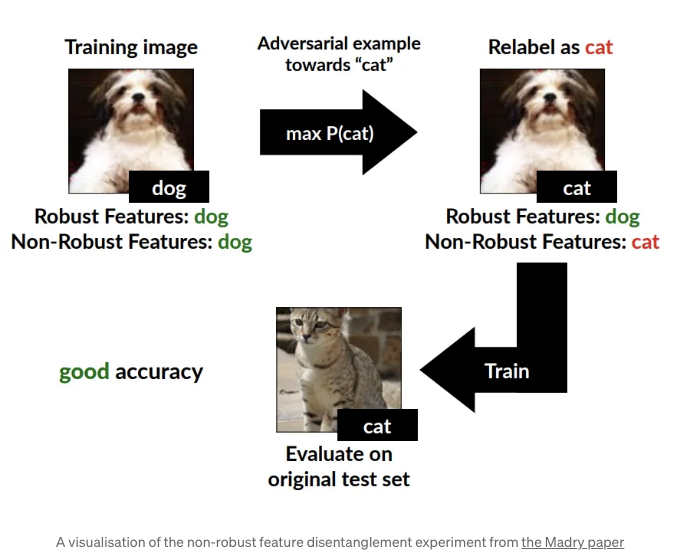 Training image
Adversarial example
towards “cat”
Relabel as cat
max P(cat)
dog
cat
Robust Features: dog
Non-Robust Features: dog
Robust Features: dog
Non-Robust Features: cat
good accuracy
Train
cat
Evaluate on
original test set
A visualisation of the non-robust feature disentanglement experiment from the Madry paper